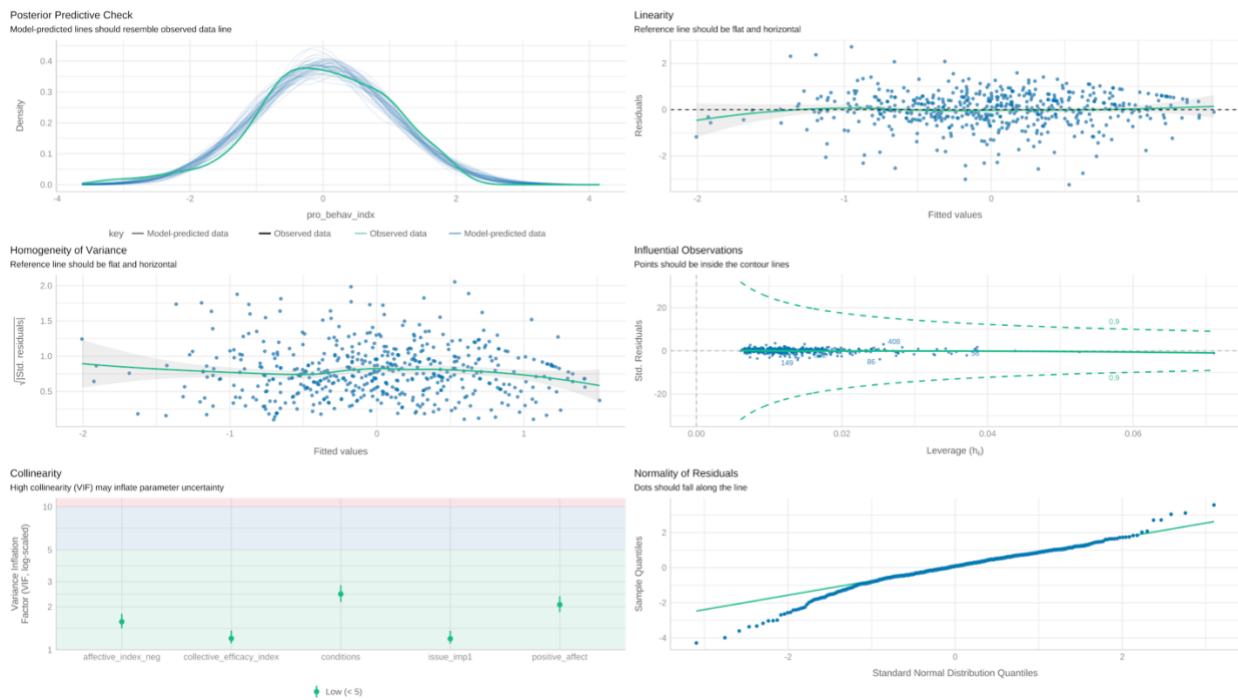 Posterior Predictive Check
Model-predicted lines should resemble observed data line
0.4
0.3
0.2
0.1
0.0
Density
-4
-2
0
2
4
pro_behav_indx
key
Model-predicted data
Observed data
Observed data
Model-predicted data
Linearity
Reference line should be flat and horizontal
2
0
-2
Residuals
-2
-1
0
1
Fitted values
Homogeneity of Variance
Reference line should be flat and horizontal
2.0
1.5
1.0
0.5
√|Std. residuals|
-2
-1
0
1
Fitted values
Influential Observations
Points should be inside the contour lines
20
0
-20
Std. Residuals
0.9
408
149
86
0.9
0.00
0.02
0.04
0.06
Leverage (hᵢᵢ)
Collinearity
High collinearity (VIF) may inflate parameter uncertainty
10
5
3
2
1
Variance Inflation
Factor (VIF, log-scaled)
affective_index_neg
collective_efficacy_index
conditions
issue_imp1
positive_affect
Low (< 5)
Normality of Residuals
Dots should fall along the line
2
0
-2
-4
Sample Quantiles
-2
0
2
Standard Normal Distribution Quantiles